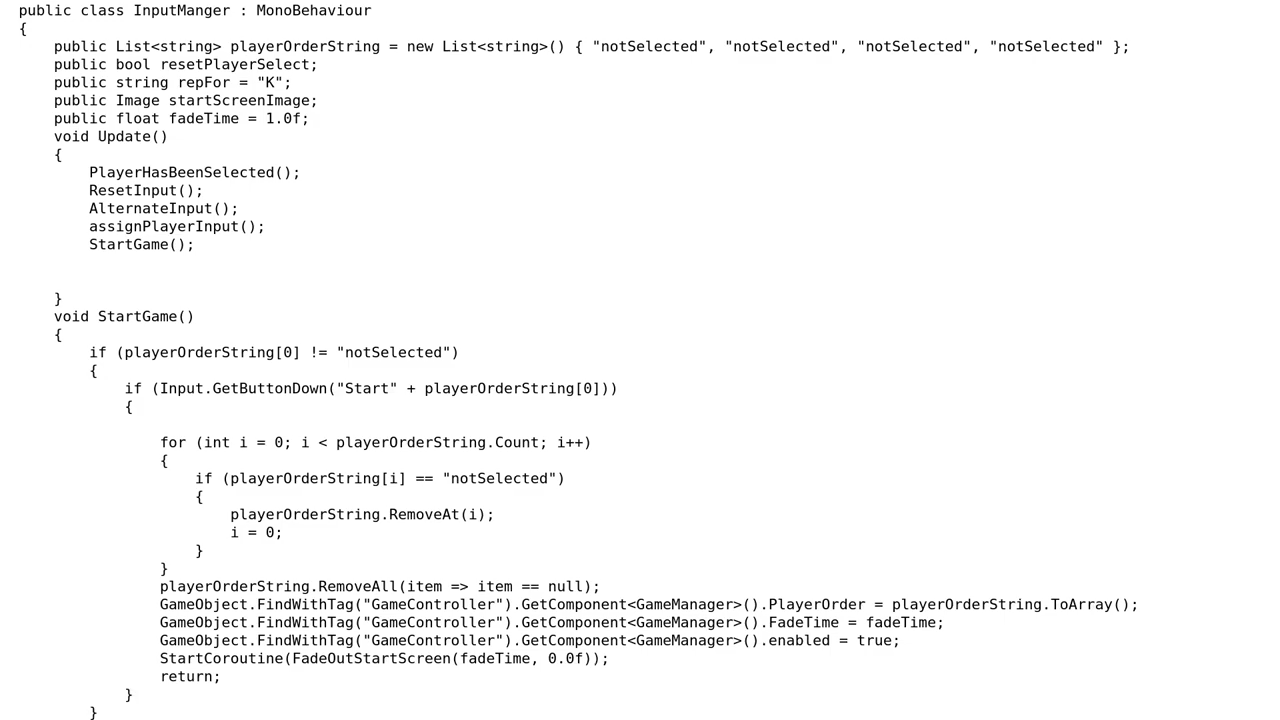 public class InputManger : MonoBehaviour
{
    public List<string> playerOrderString = new List<string>() { "notSelected", "notSelected", "notSelected", "notSelected" };
    public bool resetPlayerSelect;
    public string repFor = "K";
    public Image startScreenImage;
    public float fadeTime = 1.0f;
    void Update()
    {
        PlayerHasBeenSelected();
        ResetInput();
        AlternateInput();
        assignPlayerInput();
        StartGame();


    }
    void StartGame()
    {
        if (playerOrderString[0] != "notSelected")
        {
            if (Input.GetButtonDown("Start" + playerOrderString[0]))
            {

                for (int i = 0; i < playerOrderString.Count; i++)
                {
                    if (playerOrderString[i] == "notSelected")
                    {
                        playerOrderString.RemoveAt(i);
                        i = 0;
                    }
                }
                playerOrderString.RemoveAll(item => item == null);
                GameObject.FindWithTag("GameController").GetComponent<GameManager>().PlayerOrder = playerOrderString.ToArray();
                GameObject.FindWithTag("GameController").GetComponent<GameManager>().FadeTime = fadeTime;
                GameObject.FindWithTag("GameController").GetComponent<GameManager>().enabled = true;
                StartCoroutine(FadeOutStartScreen(fadeTime, 0.0f));
                return;
            }
        }